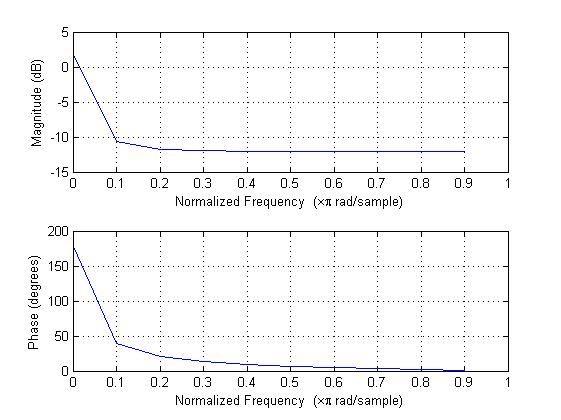 5
0
-5
-10
-15
Magnitude (dB)
0 0.1 0.2 0.3 0.4 0.5 0.6 0.7 0.8 0.9 1
Normalized Frequency (×π rad/sample)
200
150
100
50
0
Phase (degrees)
0 0.1 0.2 0.3 0.4 0.5 0.6 0.7 0.8 0.9 1
Normalized Frequency (×π rad/sample)